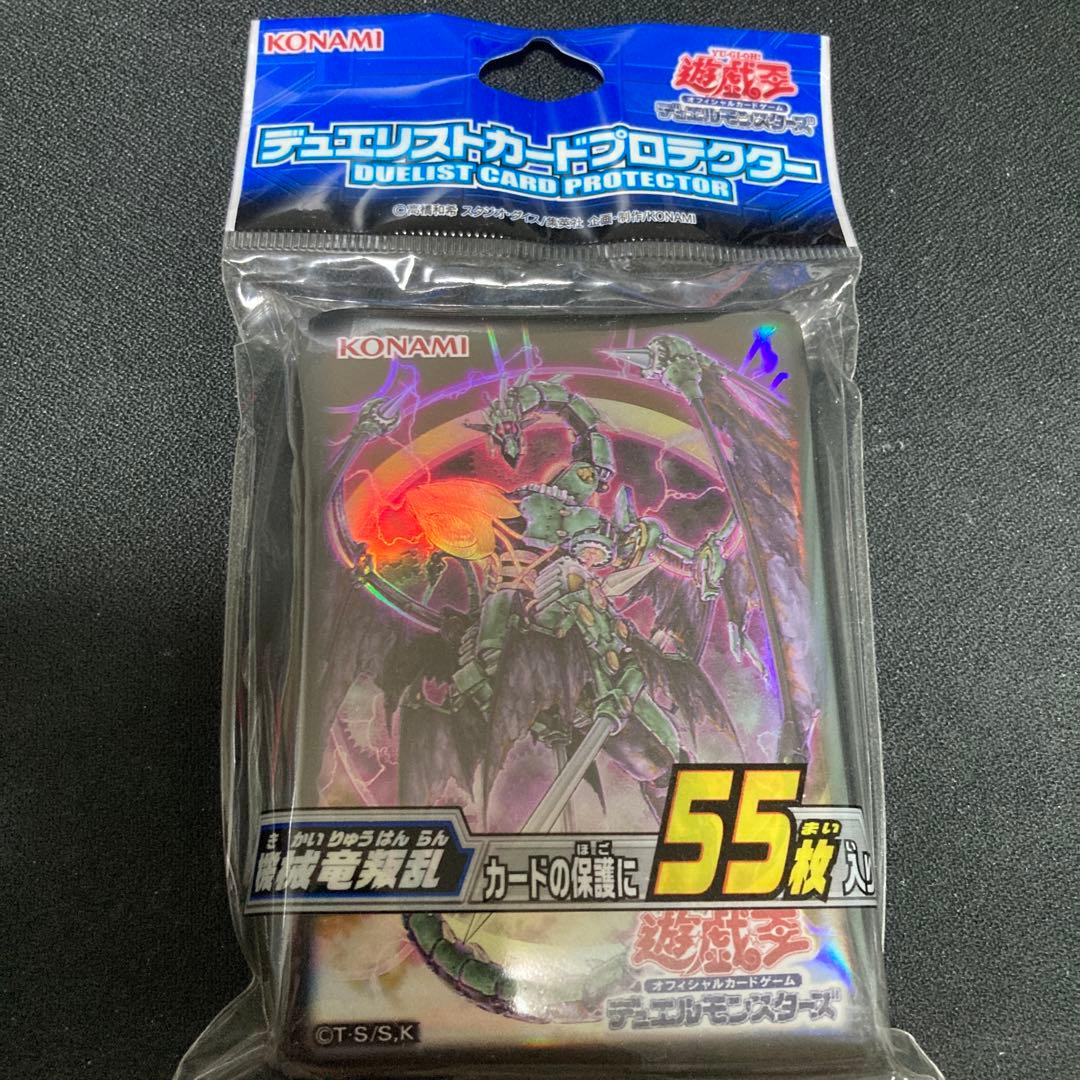 KONAMI
YU-GI-OH!
遊戯王
オフィシャルカードゲーム
デュエルモンスターズ
デュエリストカードプロテクター
DUELIST CARD PROTECTOR
©高橋和希 スタジオ・ダイス/集英社 企画・制作/KONAMI
KONAMI
き かい りゅう はん らん
機械竜叛乱
ほご
カードの保護に
まい
55枚入り
遊戯王
オフィシャルカードゲーム
デュエルモンスターズ
©T・S/S,K